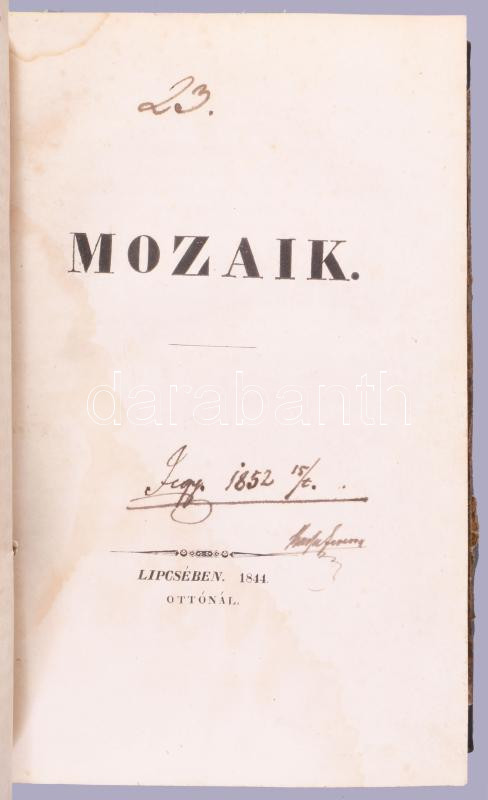 23.
MOZAIK.
darabanth
Jegy. 1852 15/
LIPCSÉBEN. 1844.
OTTÓNÁL.